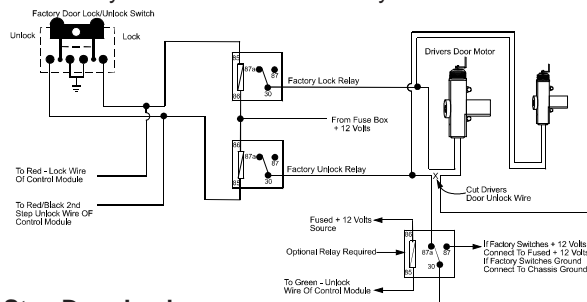 Factory Door Lock/Unlock Switch
Unlock
Lock
85
87a
87
30
86
Factory Lock Relay
Drivers Door Motor
From Fuse Box
+ 12 Volts
86
87a
87
30
85
Factory Unlock Relay
To Red - Lock Wire
Of Control Module
To Red/Black 2nd
Step Unlock Wire OF
Control Module
X
Cut Drivers
Door Unlock Wire
Fused + 12 Volts
Source
86
87a
87
30
85
Optional Relay Required
If Factory Switches + 12 Volts
Connect To Fused + 12 Volts
If Factory Switches Ground
Connect To Chassis Ground
To Green - Unlock
Wire Of Control Module